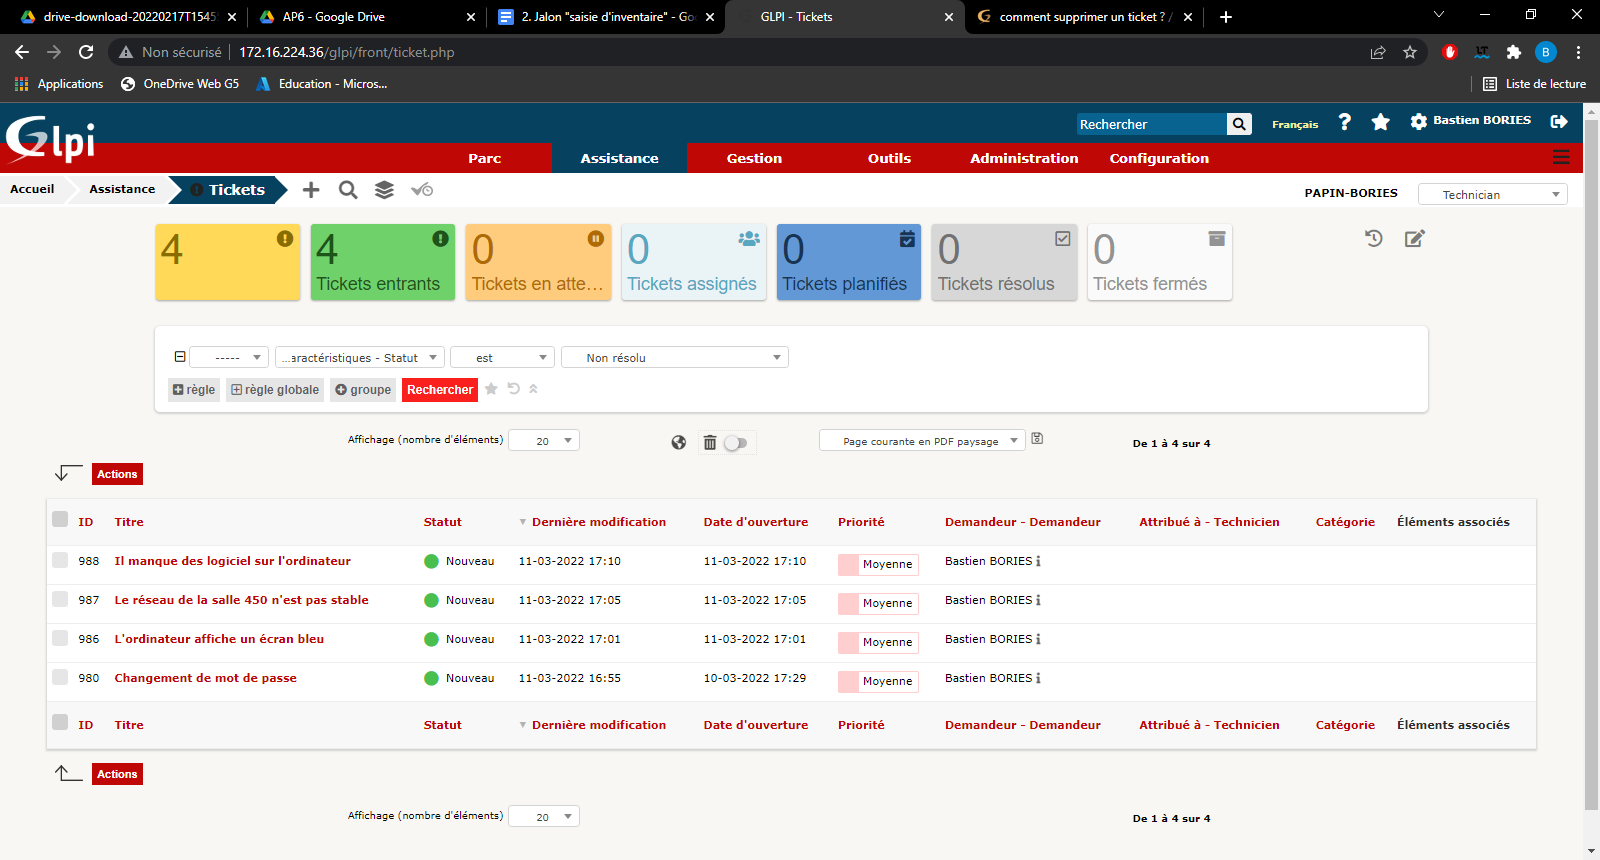 drive-download-20220217T1545
AP6 - Google Drive
2. Jalon "saisie d'inventaire" - Go
GLPI - Tickets
comment supprimer un ticket ? /
Non sécurisé
172.16.224.36/glpi/front/ticket.php
B
Applications
OneDrive Web G5
Education - Micros...
Liste de lecture
Glpi
Rechercher
Français
Bastien BORIES
Parc
Assistance
Gestion
Outils
Administration
Configuration
Accueil
Assistance
Tickets
PAPIN-BORIES
Technician
4
4
Tickets entrants
0
Tickets en atte...
0
Tickets assignés
0
Tickets planifiés
0
Tickets résolus
0
Tickets fermés
-----
...aractéristiques - Statut
est
Non résolu
règle
règle globale
groupe
Rechercher
Affichage (nombre d'éléments)
20
Page courante en PDF paysage
De 1 à 4 sur 4
Actions
ID Titre Statut Dernière modification Date d'ouverture Priorité Demandeur - Demandeur Attribué à - Technicien Catégorie Éléments associés
988 Il manque des logiciel sur l'ordinateur Nouveau 11-03-2022 17:10 11-03-2022 17:10 Moyenne Bastien BORIES
987 Le réseau de la salle 450 n'est pas stable Nouveau 11-03-2022 17:05 11-03-2022 17:05 Moyenne Bastien BORIES
986 L'ordinateur affiche un écran bleu Nouveau 11-03-2022 17:01 11-03-2022 17:01 Moyenne Bastien BORIES
980 Changement de mot de passe Nouveau 11-03-2022 16:55 10-03-2022 17:29 Moyenne Bastien BORIES
ID Titre Statut Dernière modification Date d'ouverture Priorité Demandeur - Demandeur Attribué à - Technicien Catégorie Éléments associés
Actions
Affichage (nombre d'éléments)
20
De 1 à 4 sur 4